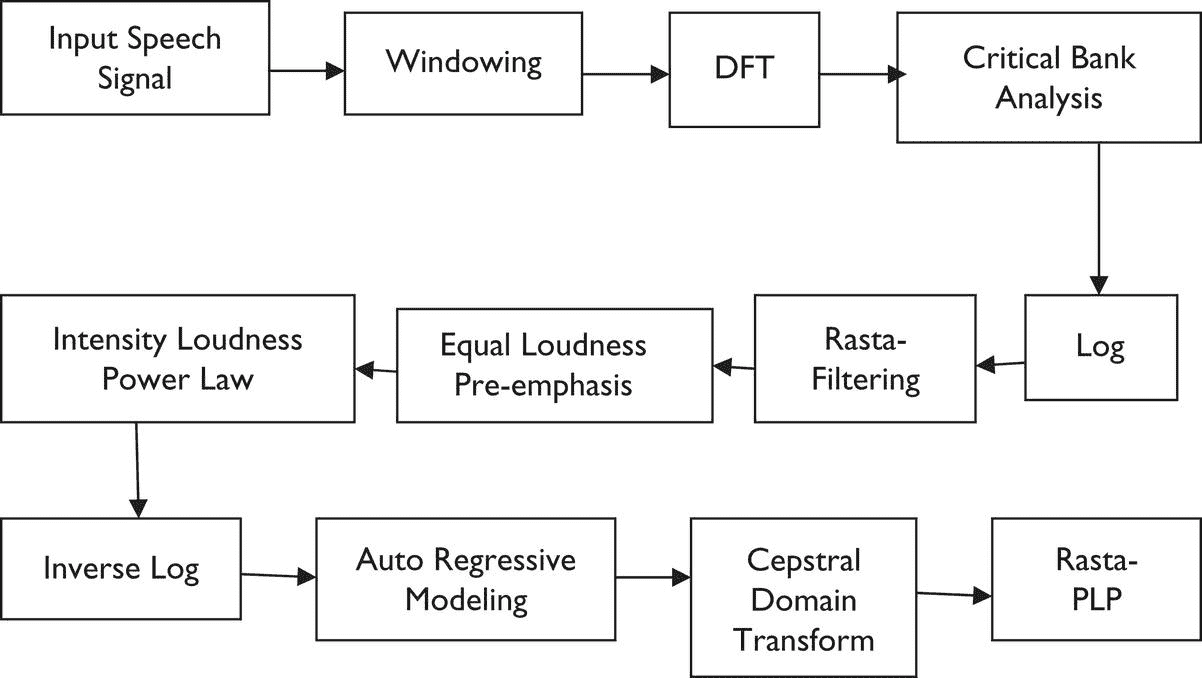 Input Speech
Signal
Windowing
DFT
Critical Bank
Analysis
Log
Rasta-
Filtering
Equal Loudness
Pre-emphasis
Intensity Loudness
Power Law
Inverse Log
Auto Regressive
Modeling
Cepstral
Domain
Transform
Rasta-
PLP